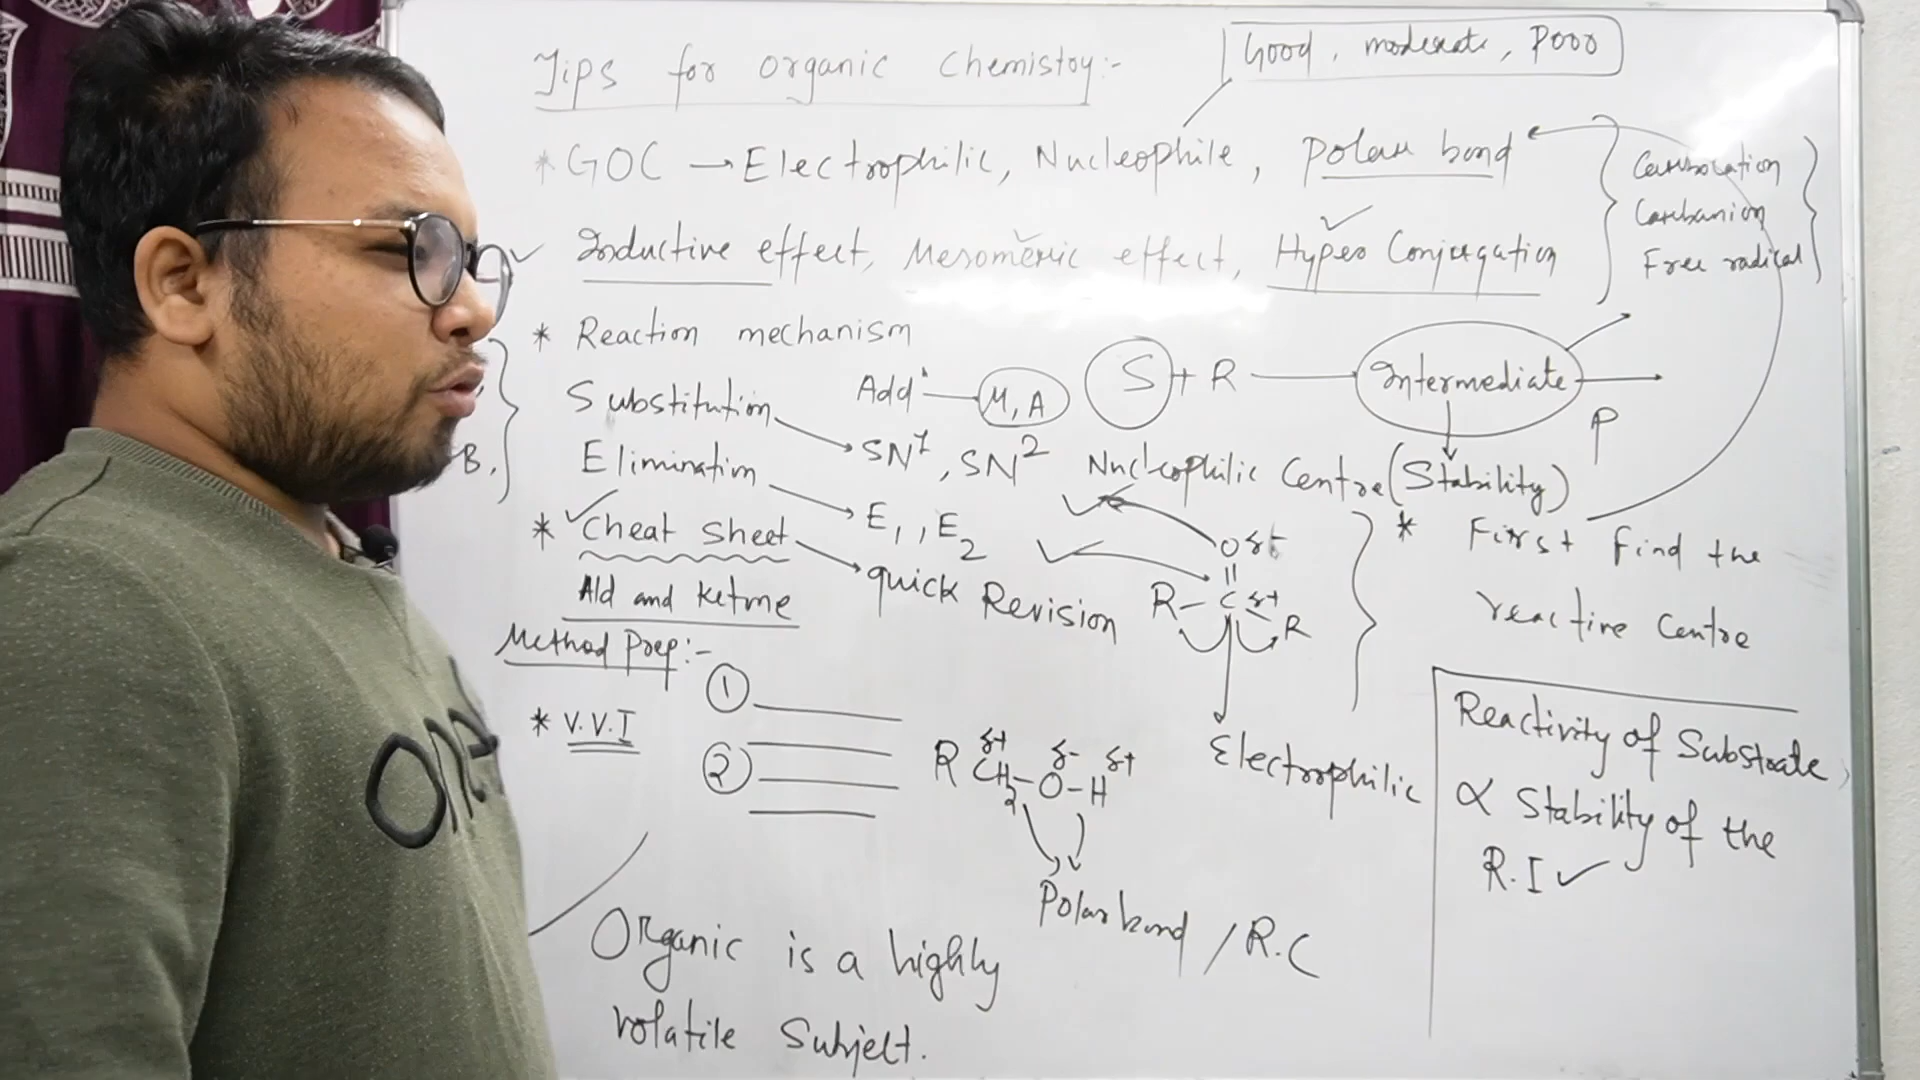 Tips for organic chemistry:-
Good, moderate, Poor
* GOC → Electrophilic, Nucleophile, Polar bond
Carbocation
Carbanion
Free radical
✓ Inductive effect, Mesomeric effect, Hyper Conjugation
* Reaction mechanism
Substitution → SN1, SN2
Add → M, A
S + R → Intermediate →
P
Elimination → E1, E2
B.
Nucleophilic Centre (Stability)
* Cheat Sheet → quick Revision
Ald and Ketone
O δ-
||
R-C δ+
R
Electrophilic
* First find the
reactive Centre
Method Prep:-
①
* V.V.I
②
R CH2-O-H
δ+ δ- δ+
Polar bond / R.C
Reactivity of Substrate
∝ Stability of the
R.I ✓
Organic is a highly
volatile Subject.
one